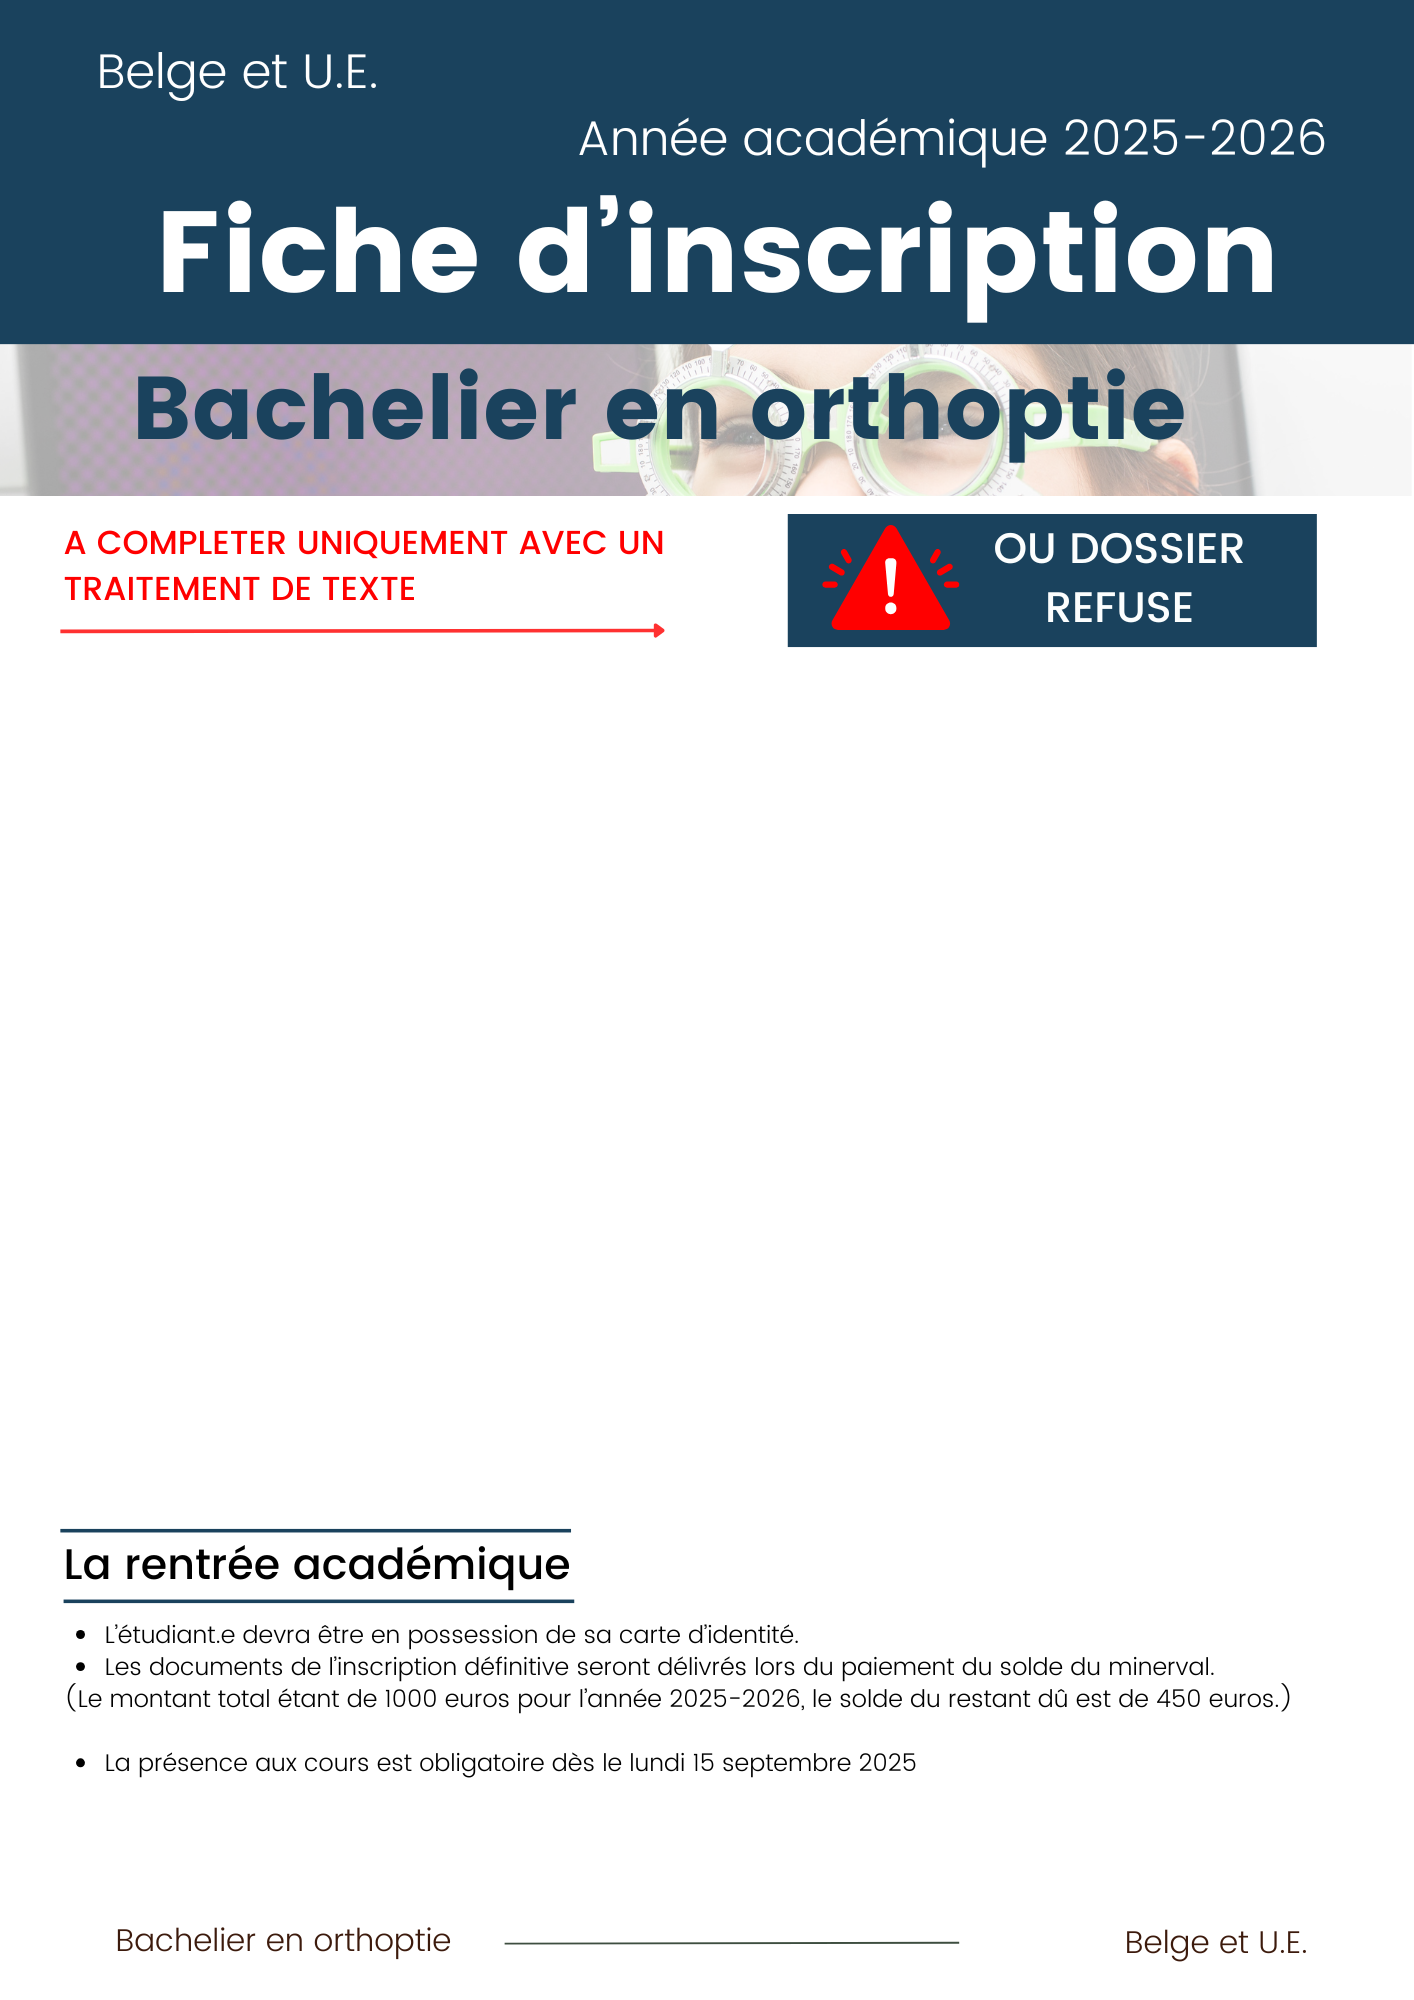 Belge et U.E.
Année académique 2025-2026
Fiche d’inscription
Bachelier en orthoptie
A COMPLETER UNIQUEMENT AVEC UN
TRAITEMENT DE TEXTE
OU DOSSIER
REFUSE
La rentrée académique
• L’étudiant.e devra être en possession de sa carte d’identité.
• Les documents de l’inscription définitive seront délivrés lors du paiement du solde du minerval.
(Le montant total étant de 1000 euros pour l’année 2025-2026, le solde du restant dû est de 450 euros.)
• La présence aux cours est obligatoire dès le lundi 15 septembre 2025
Bachelier en orthoptie
Belge et U.E.